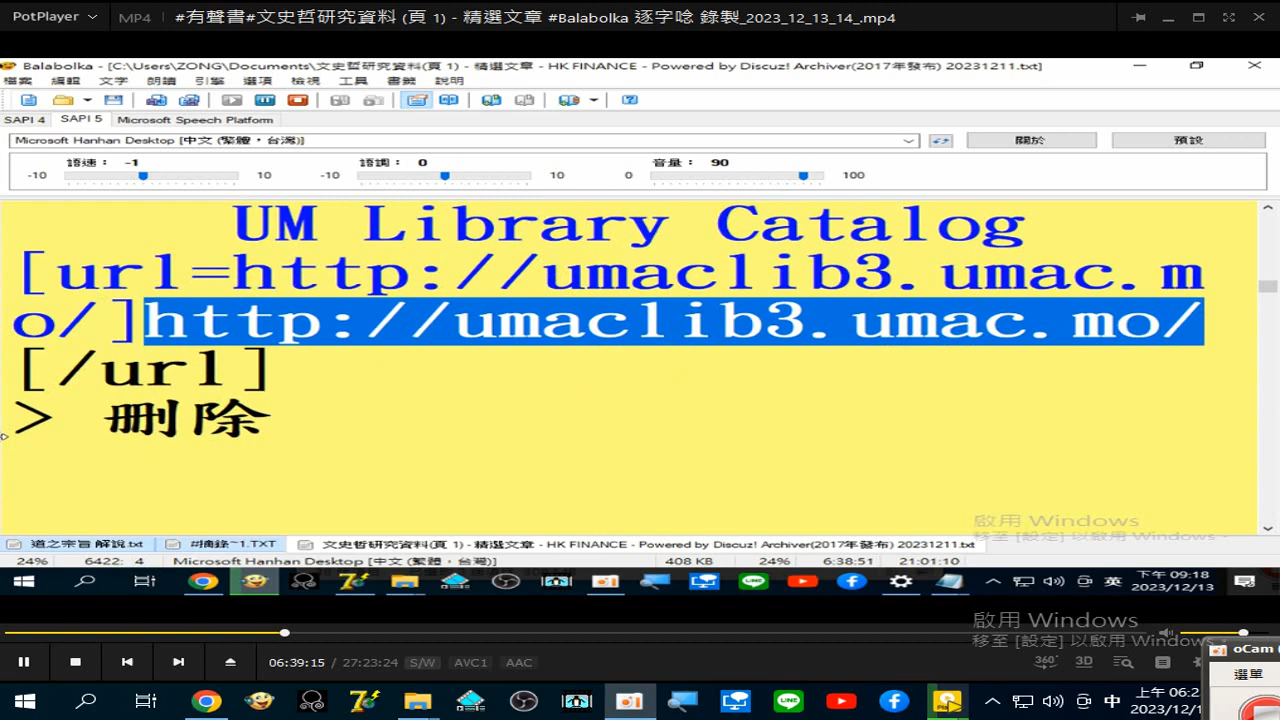 PotPlayer MP4 #有聲書#文史哲研究資料 (頁 1) - 精選文章 #Balabolka 逐字唸 錄製_2023_12_13_14_.mp4
Balabolka - [C:\Users\ZONG\Documents\文史哲研究資料(頁 1) - 精選文章 - HK FINANCE - Powered by Discuz! Archiver(2017年發布) 20231211.txt]
檔案 編輯 文字 朗讀 引擎 選項 檢視 工具 書籤 說明
SAPI 4 SAPI 5 Microsoft Speech Platform
Microsoft Hanhan Desktop [中文 (繁體，台灣)] 關於 預設
語速： -1 語調： 0 音量： 90
-10 10 -10 10 0 100
UM Library Catalog
[url=http://umaclib3.umac.m
o/]http://umaclib3.umac.mo/
[/url]
> 刪除
啟用 Windows
移至 [設定] 以啟用 Windows。
道之宗旨 解說.txt #摘錄~1.TXT 文史哲研究資料(頁 1) - 精選文章 - HK FINANCE - Powered by Discuz! Archiver(2017年發布) 20231211.txt
24% 6422: 4 Microsoft Hanhan Desktop [中文 (繁體，台灣)] 408 KB 24% 6:38:51 21:01:10
英 下午 09:18
2023/12/13
啟用 Windows
移至 [設定] 以啟用 Windows。
06:39:15 / 27:23:24 S/W AVC1 AAC 360° 3D
oCam
選單
中 上午 06:2
2023/12/1